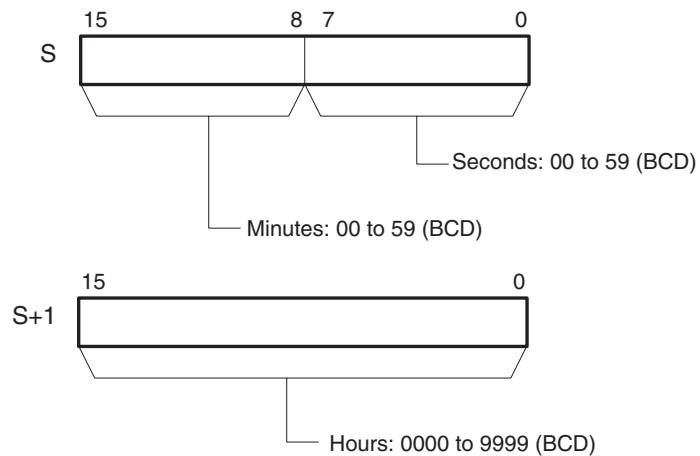 15 8 7 0
S
Seconds: 00 to 59 (BCD)
Minutes: 00 to 59 (BCD)
15 0
S+1
Hours: 0000 to 9999 (BCD)